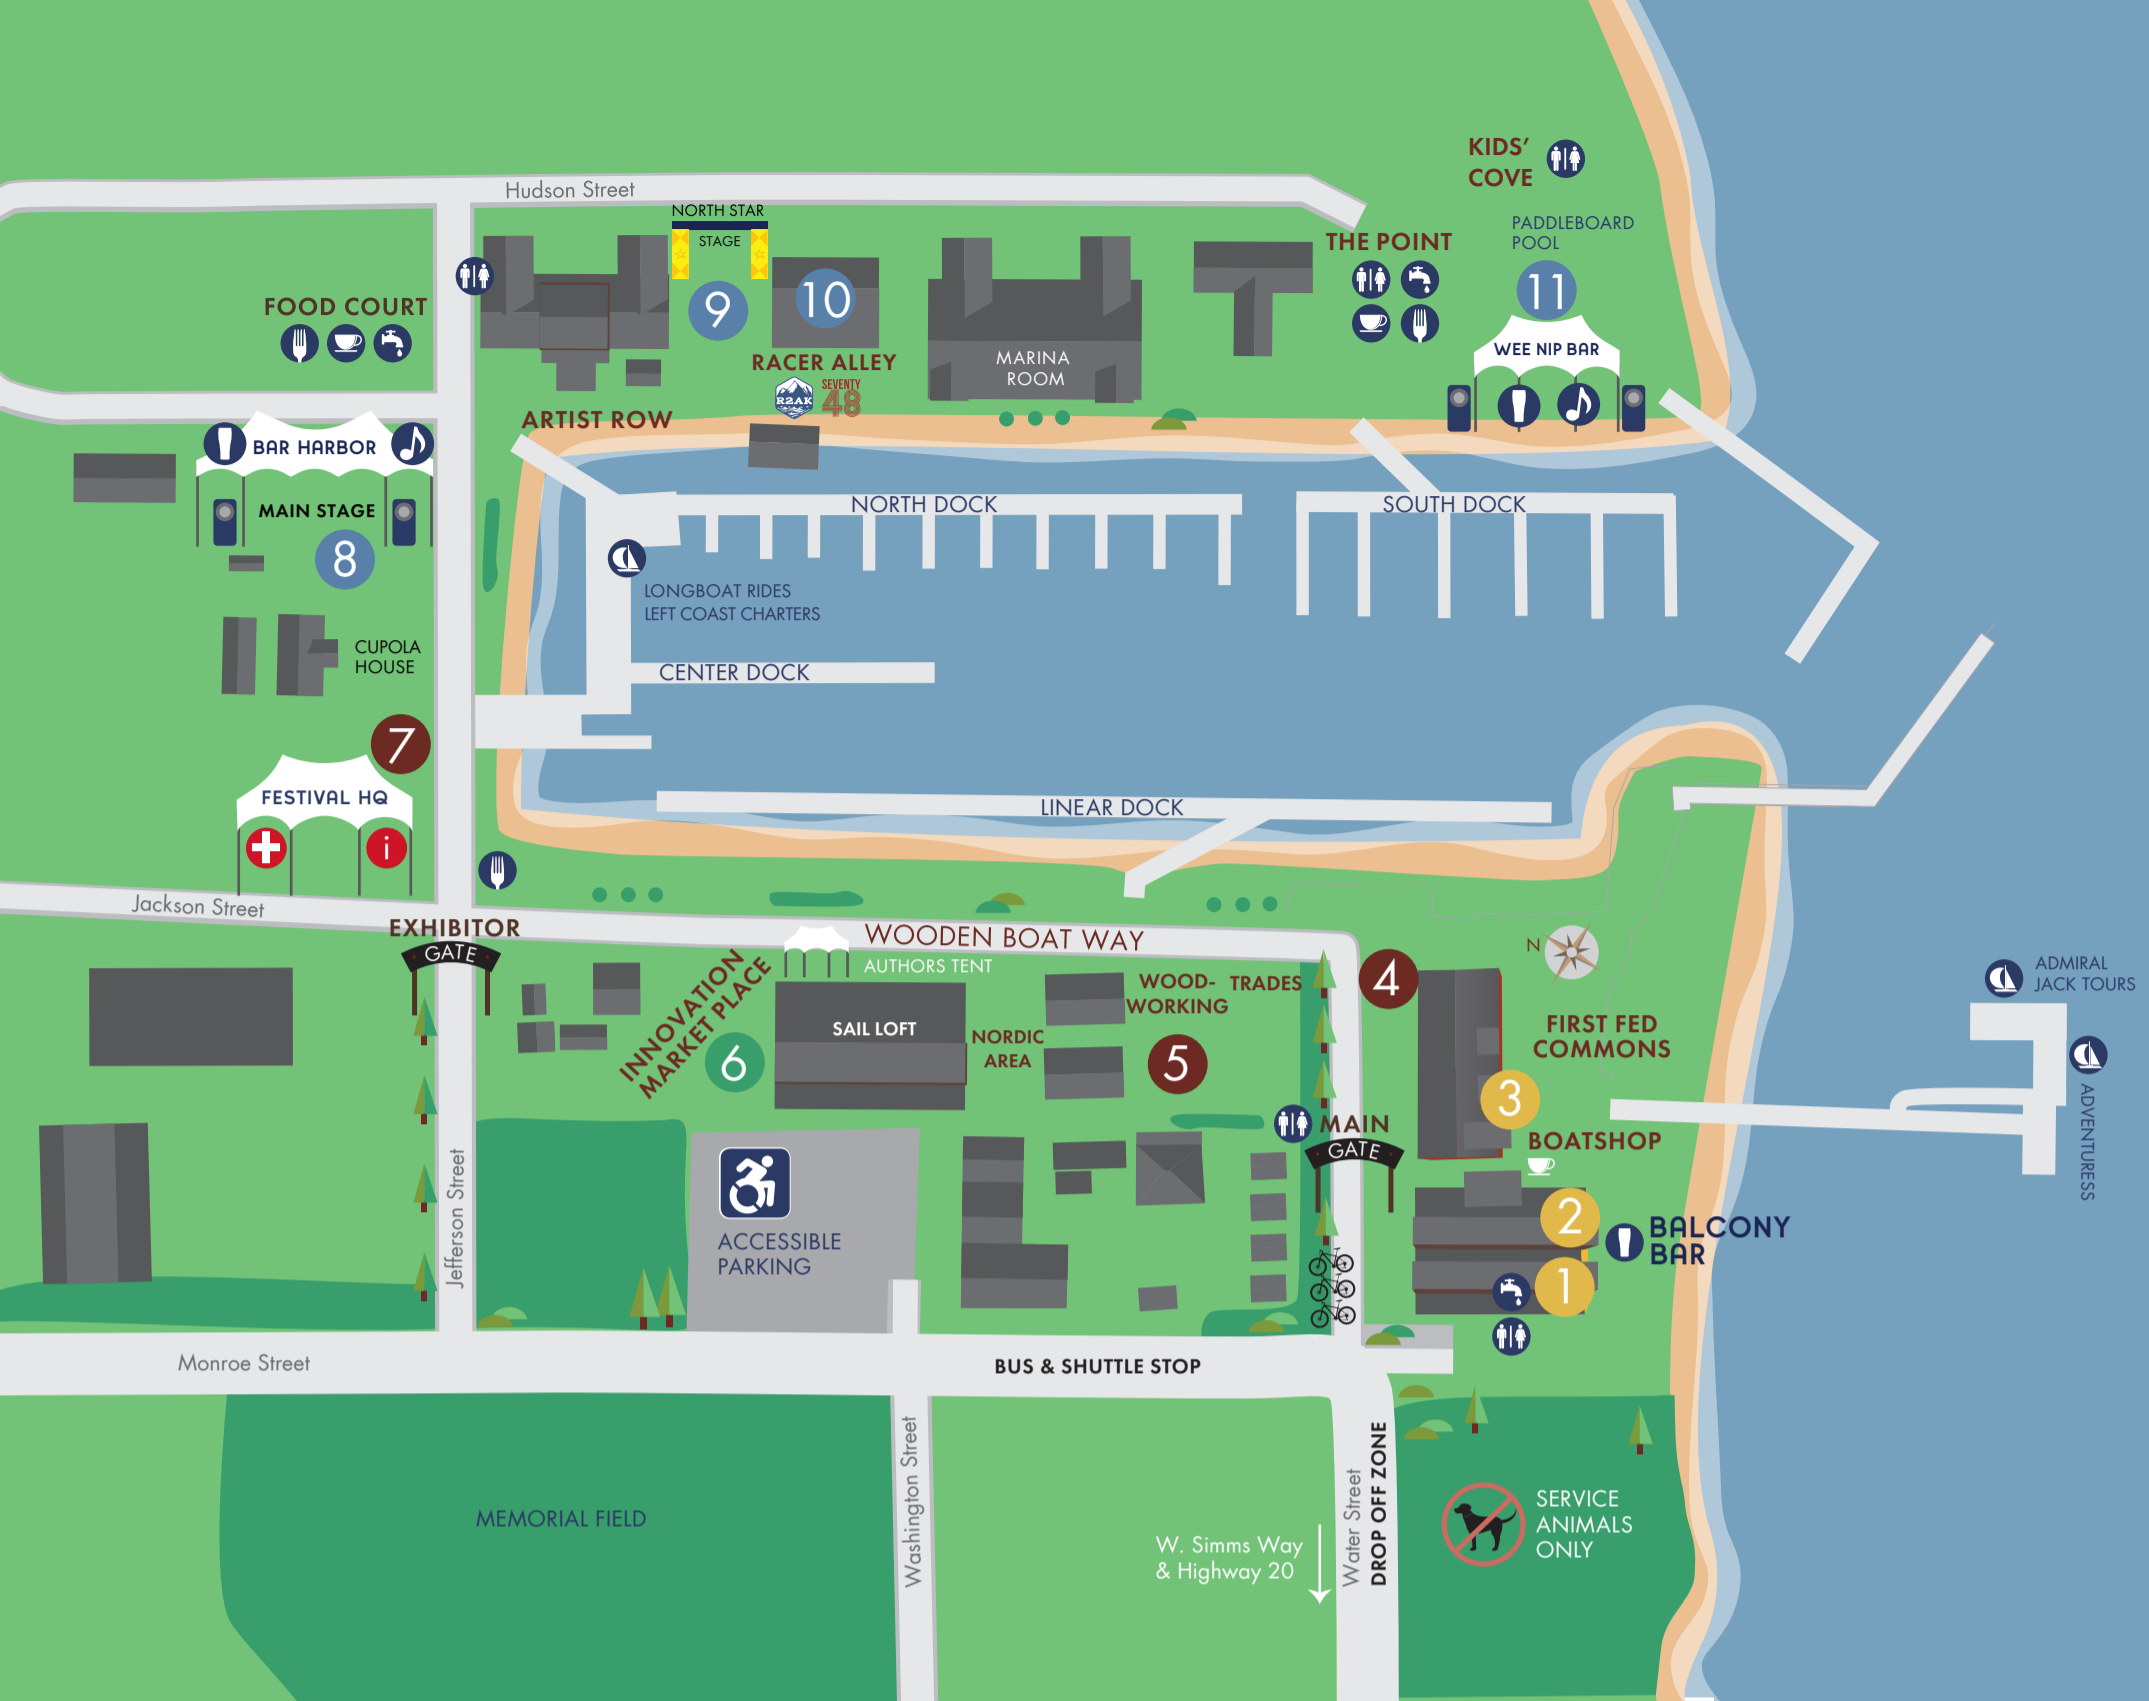 KIDS'
COVE
Hudson Street
NORTH STAR
STAGE
PADDLEBOARD
POOL
THE POINT
FOOD COURT
9
10
11
WEE NIP BAR
RACER ALLEY
MARINA
ROOM
R2AK
SEVENTY
48
ARTIST ROW
BAR HARBOR
MAIN STAGE
8
NORTH DOCK
SOUTH DOCK
LONGBOAT RIDES
LEFT COAST CHARTERS
CUPOLA
HOUSE
CENTER DOCK
7
FESTIVAL HQ
i
LINEAR DOCK
Jackson Street
EXHIBITOR
GATE
WOODEN BOAT WAY
AUTHORS TENT
INNOVATION
MARKET PLACE
6
SAIL LOFT
NORDIC
AREA
WOOD-
WORKING
TRADES
5
4
N
FIRST FED
COMMONS
3
ADMIRAL
JACK TOURS
ADVENTURESS
MAIN
GATE
BOATSHOP
2
BALCONY
BAR
1
Jefferson Street
ACCESSIBLE
PARKING
Monroe Street
BUS & SHUTTLE STOP
MEMORIAL FIELD
Washington Street
W. Simms Way
& Highway 20
Water Street
DROP OFF ZONE
SERVICE
ANIMALS
ONLY